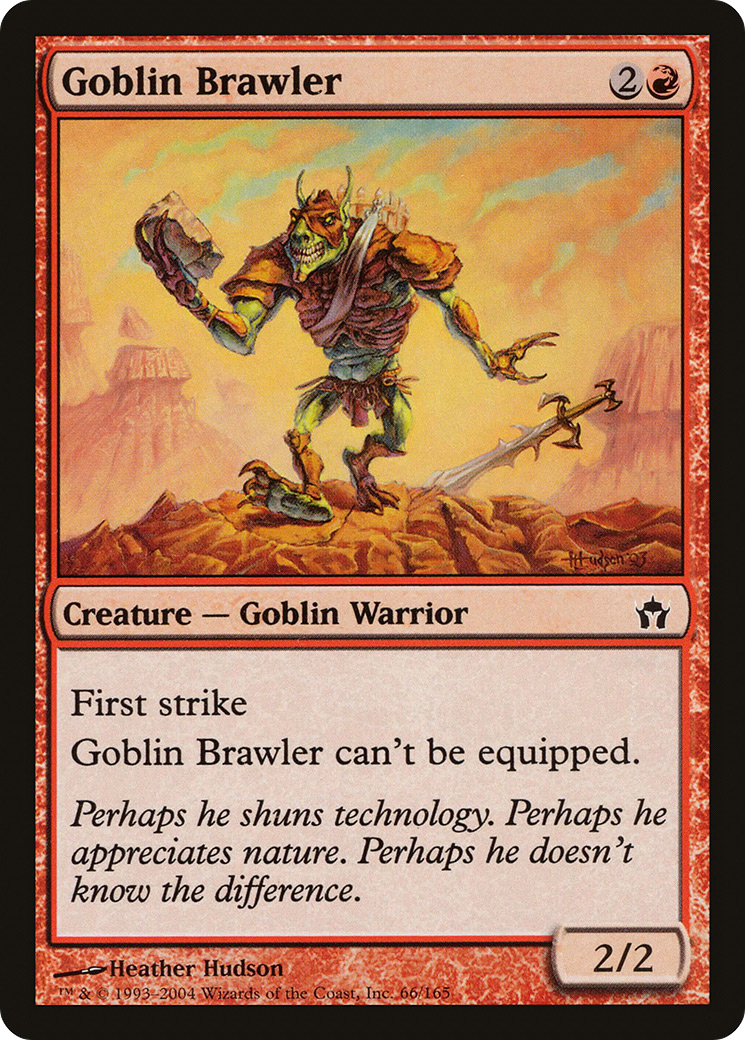 Goblin Brawler
2
HHudson '03
Creature — Goblin Warrior
First strike
Goblin Brawler can't be equipped.
Perhaps he shuns technology. Perhaps he
appreciates nature. Perhaps he doesn't
know the difference.
2/2
Heather Hudson
™ & © 1993–2004 Wizards of the Coast, Inc. 66/165